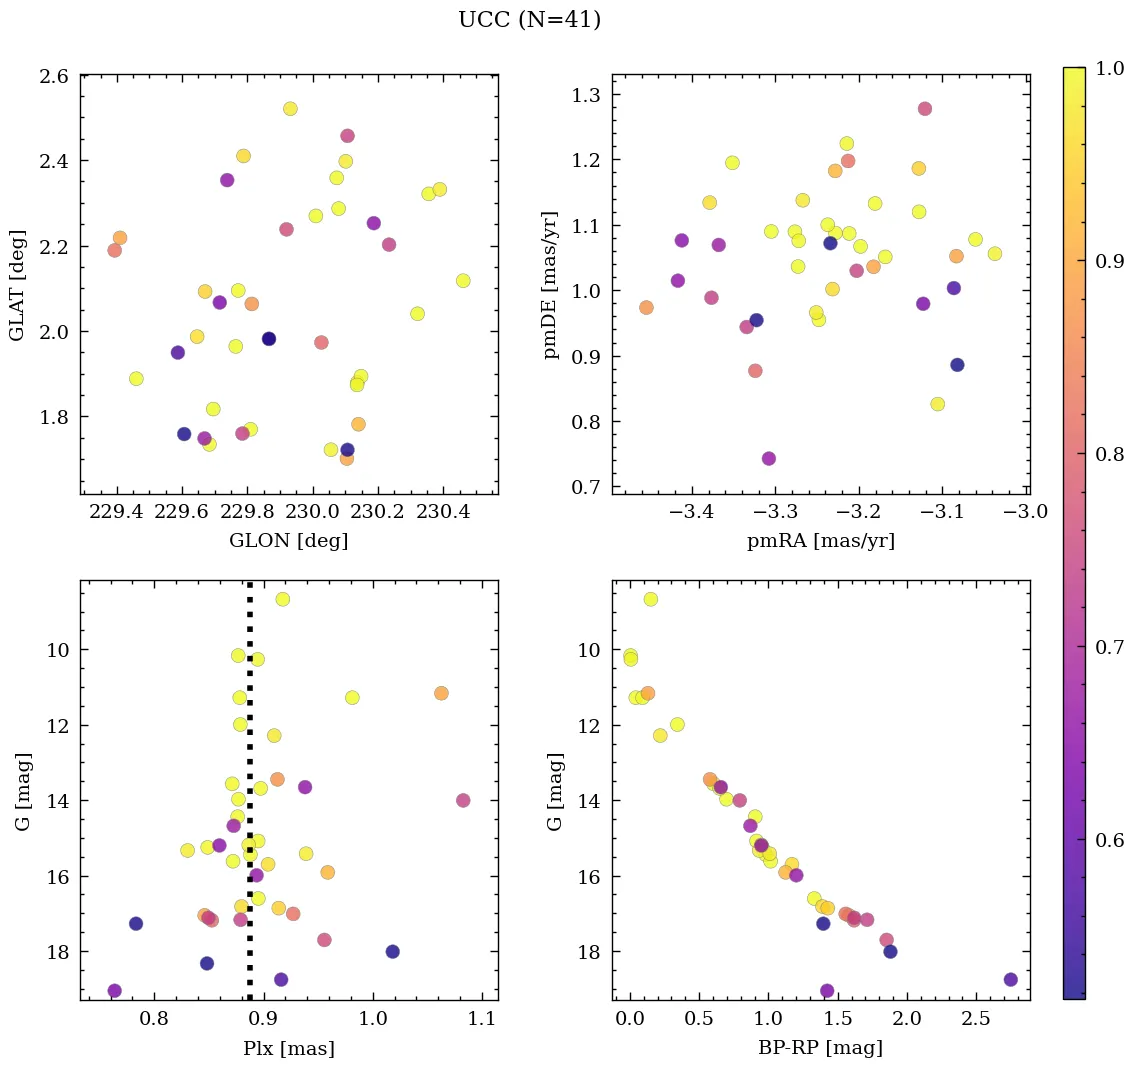 UCC (N=41)
2.6
2.4
2.2
2.0
1.8
GLAT [deg]
229.4 229.6 229.8 230.0 230.2 230.4
GLON [deg]
1.3
1.2
1.1
1.0
0.9
0.8
0.7
pmDE [mas/yr]
−3.4 −3.3 −3.2 −3.1 −3.0
pmRA [mas/yr]
1.0
0.9
0.8
0.7
0.6
10
12
14
16
18
G [mag]
0.8 0.9 1.0 1.1
Plx [mas]
10
12
14
16
18
G [mag]
0.0 0.5 1.0 1.5 2.0 2.5
BP-RP [mag]